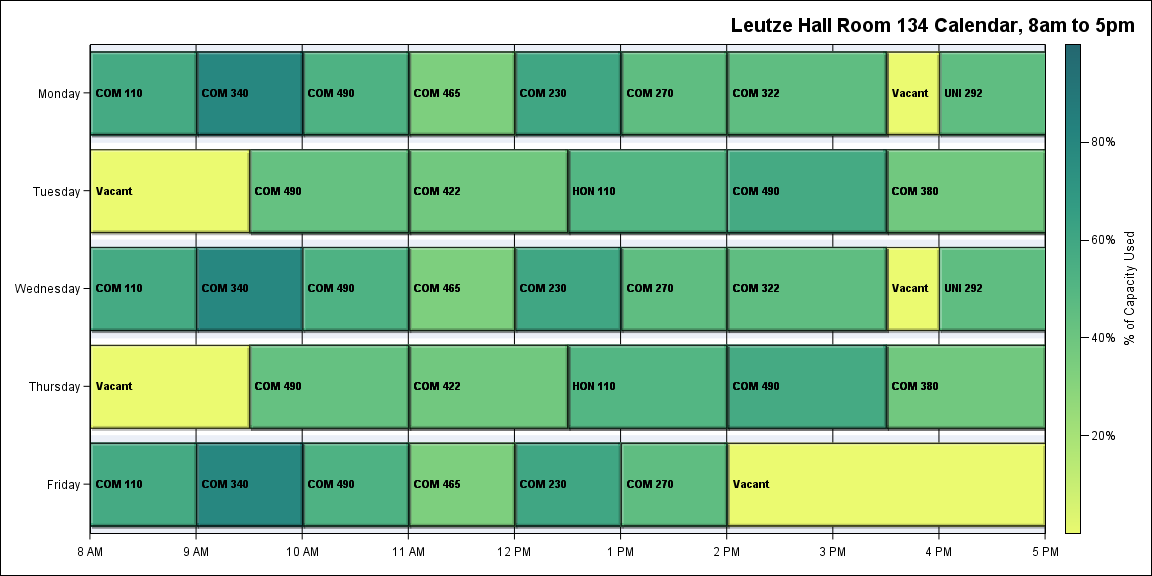 Leutze Hall Room 134 Calendar, 8am to 5pm
Monday
COM 110
COM 340
COM 490
COM 465
COM 230
COM 270
COM 322
Vacant
UNI 292
Tuesday
Vacant
COM 490
COM 422
HON 110
COM 490
COM 380
Wednesday
COM 110
COM 340
COM 490
COM 465
COM 230
COM 270
COM 322
Vacant
UNI 292
Thursday
Vacant
COM 490
COM 422
HON 110
COM 490
COM 380
Friday
COM 110
COM 340
COM 490
COM 465
COM 230
COM 270
Vacant
8 AM
9 AM
10 AM
11 AM
12 PM
1 PM
2 PM
3 PM
4 PM
5 PM
80%
60%
40%
20%
% of Capacity Used